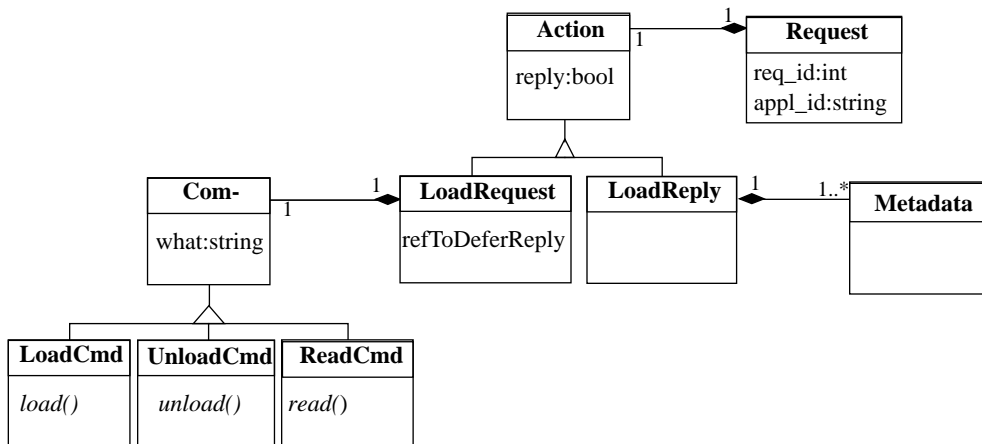 1
Action
1
Request
reply:bool
req_id:int
appl_id:string
Com-
1
1
LoadRequest
LoadReply
1
1..*
Metadata
what:string
refToDeferReply
LoadCmd
UnloadCmd
ReadCmd
load()
unload()
read()